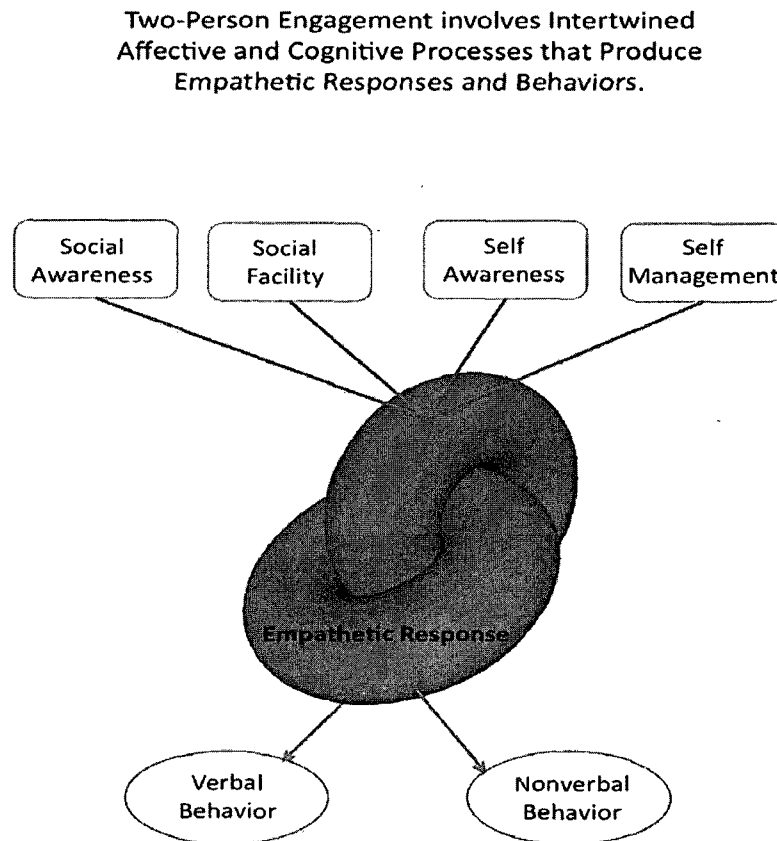 Two-Person Engagement involves Intertwined
Affective and Cognitive Processes that Produce
Empathetic Responses and Behaviors.
Social
Awareness
Social
Facility
Self
Awareness
Self
Management
Empathetic Response
Verbal
Behavior
Nonverbal
Behavior